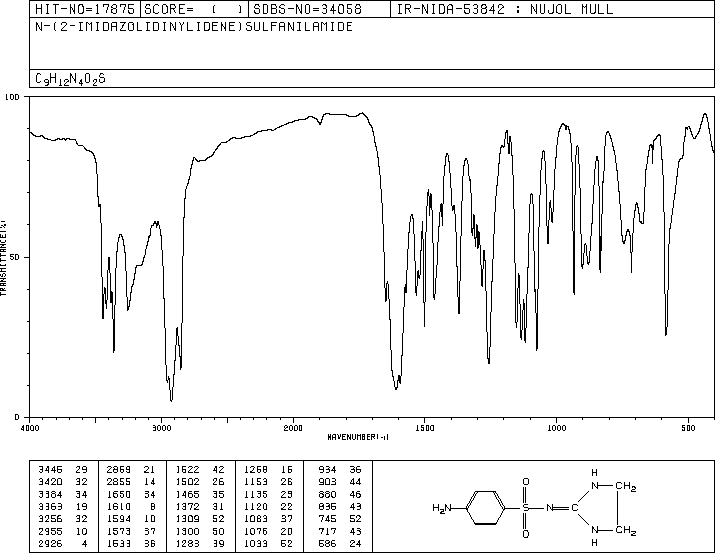 HIT-NO=17875 SCORE= ( ) SDBS-NO=34058 IR-NIDA-53842 : NUJOL MULL
N-(2-IMIDAZOLIDINYLIDENE)SULFANILAMIDE
C9H12N4O2S
100
50
0
TRANSMITTANCE(%)
4000 3000 2000 1500 1000 500
WAVENUMBER(-1)
3446 29 2869 21 1622 42 1268 16 934 36
3420 32 2855 14 1502 26 1153 26 903 44
3384 34 1650 34 1465 35 1135 23 880 46
3363 19 1610 8 1372 31 1120 22 835 43
3256 32 1594 10 1309 52 1083 37 745 52
2955 10 1573 37 1300 50 1076 20 717 43
2926 4 1533 36 1283 39 1033 52 586 24
H
O N CH2
H2N S N C
O N CH2
H